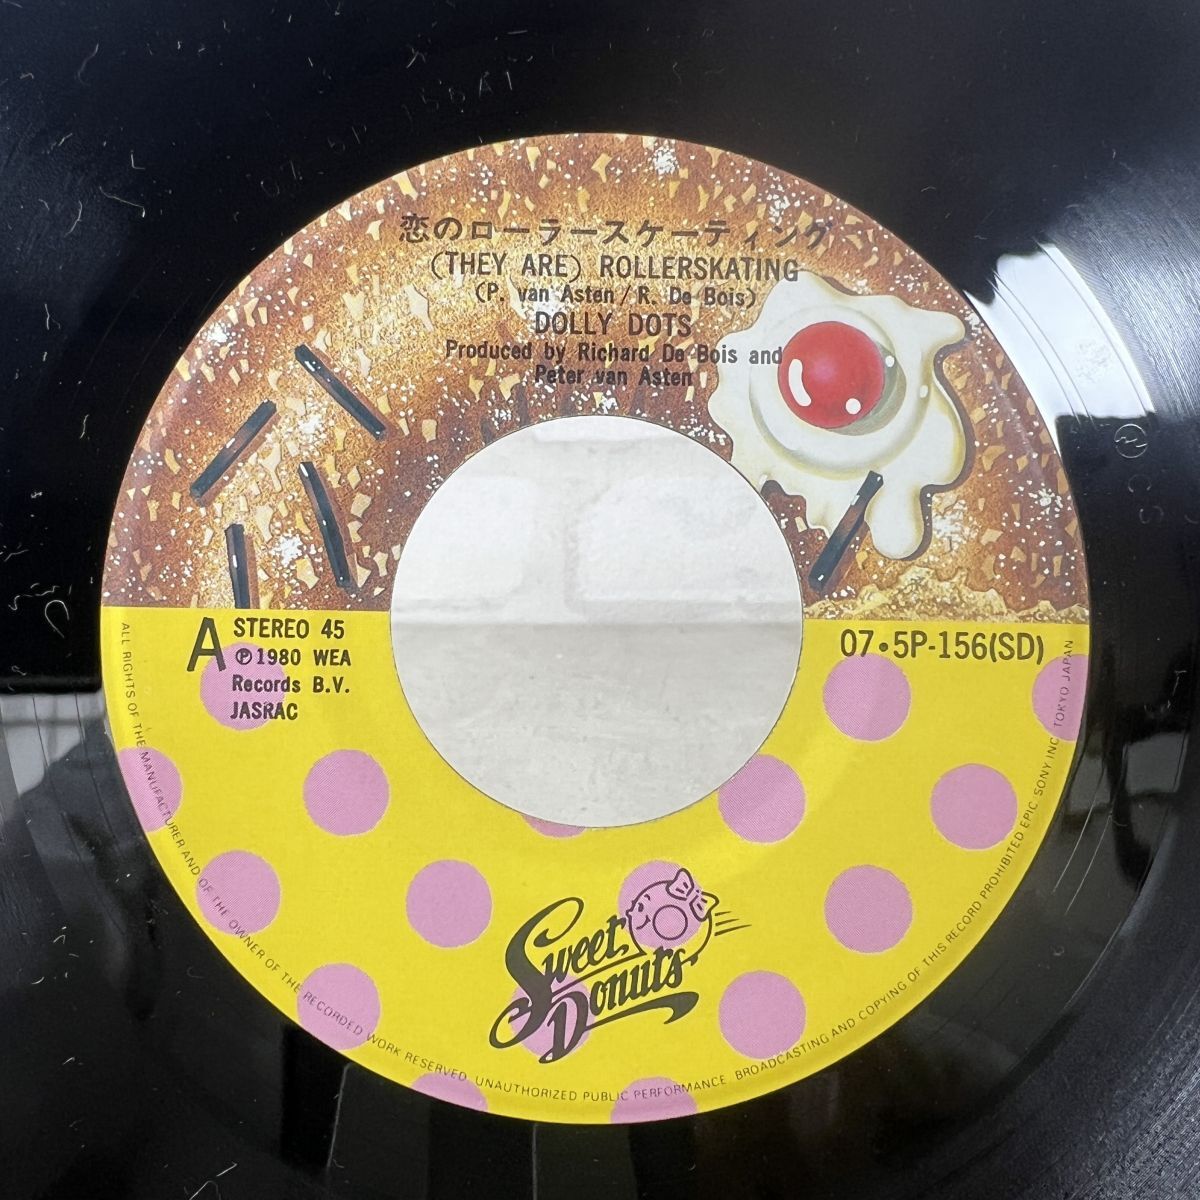 恋のローラースケーティング
(THEY ARE) ROLLERSKATING
(P. van Asten / R. De Bois)
DOLLY DOTS
Produced by Richard De Bois and
Peter van Asten
A
STEREO 45
℗1980 WEA
Records B.V.
JASRAC
07・5P-156(SD)
Sweet
Donuts
ALL RIGHTS OF THE MANUFACTURER AND OF THE OWNER OF THE RECORDED WORK RESERVED. UNAUTHORIZED PUBLIC PERFORMANCE BROADCASTING AND COPYING OF THIS RECORD PROHIBITED EPIC SONY INC. TOKYO JAPAN